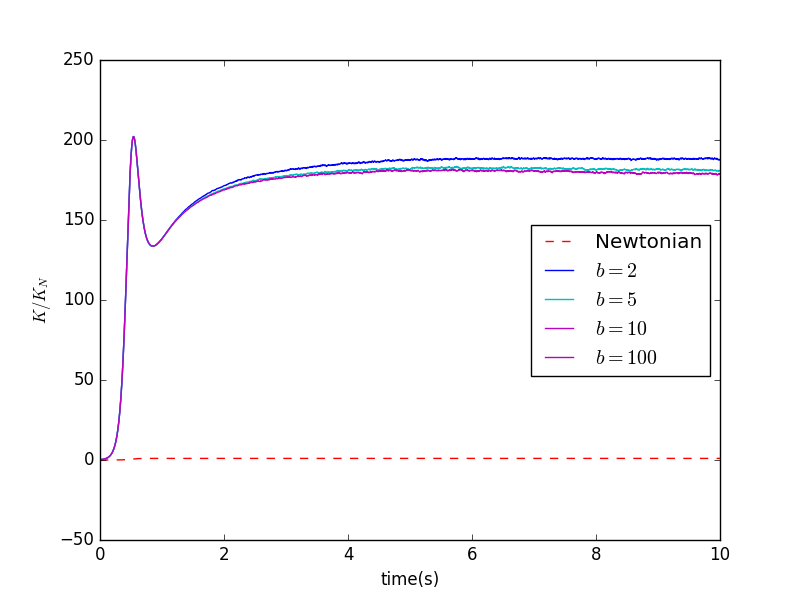 250
200
150
100
50
0
−50
K/K_N
0 2 4 6 8 10
time(s)
Newtonian
b = 2
b = 5
b = 10
b = 100